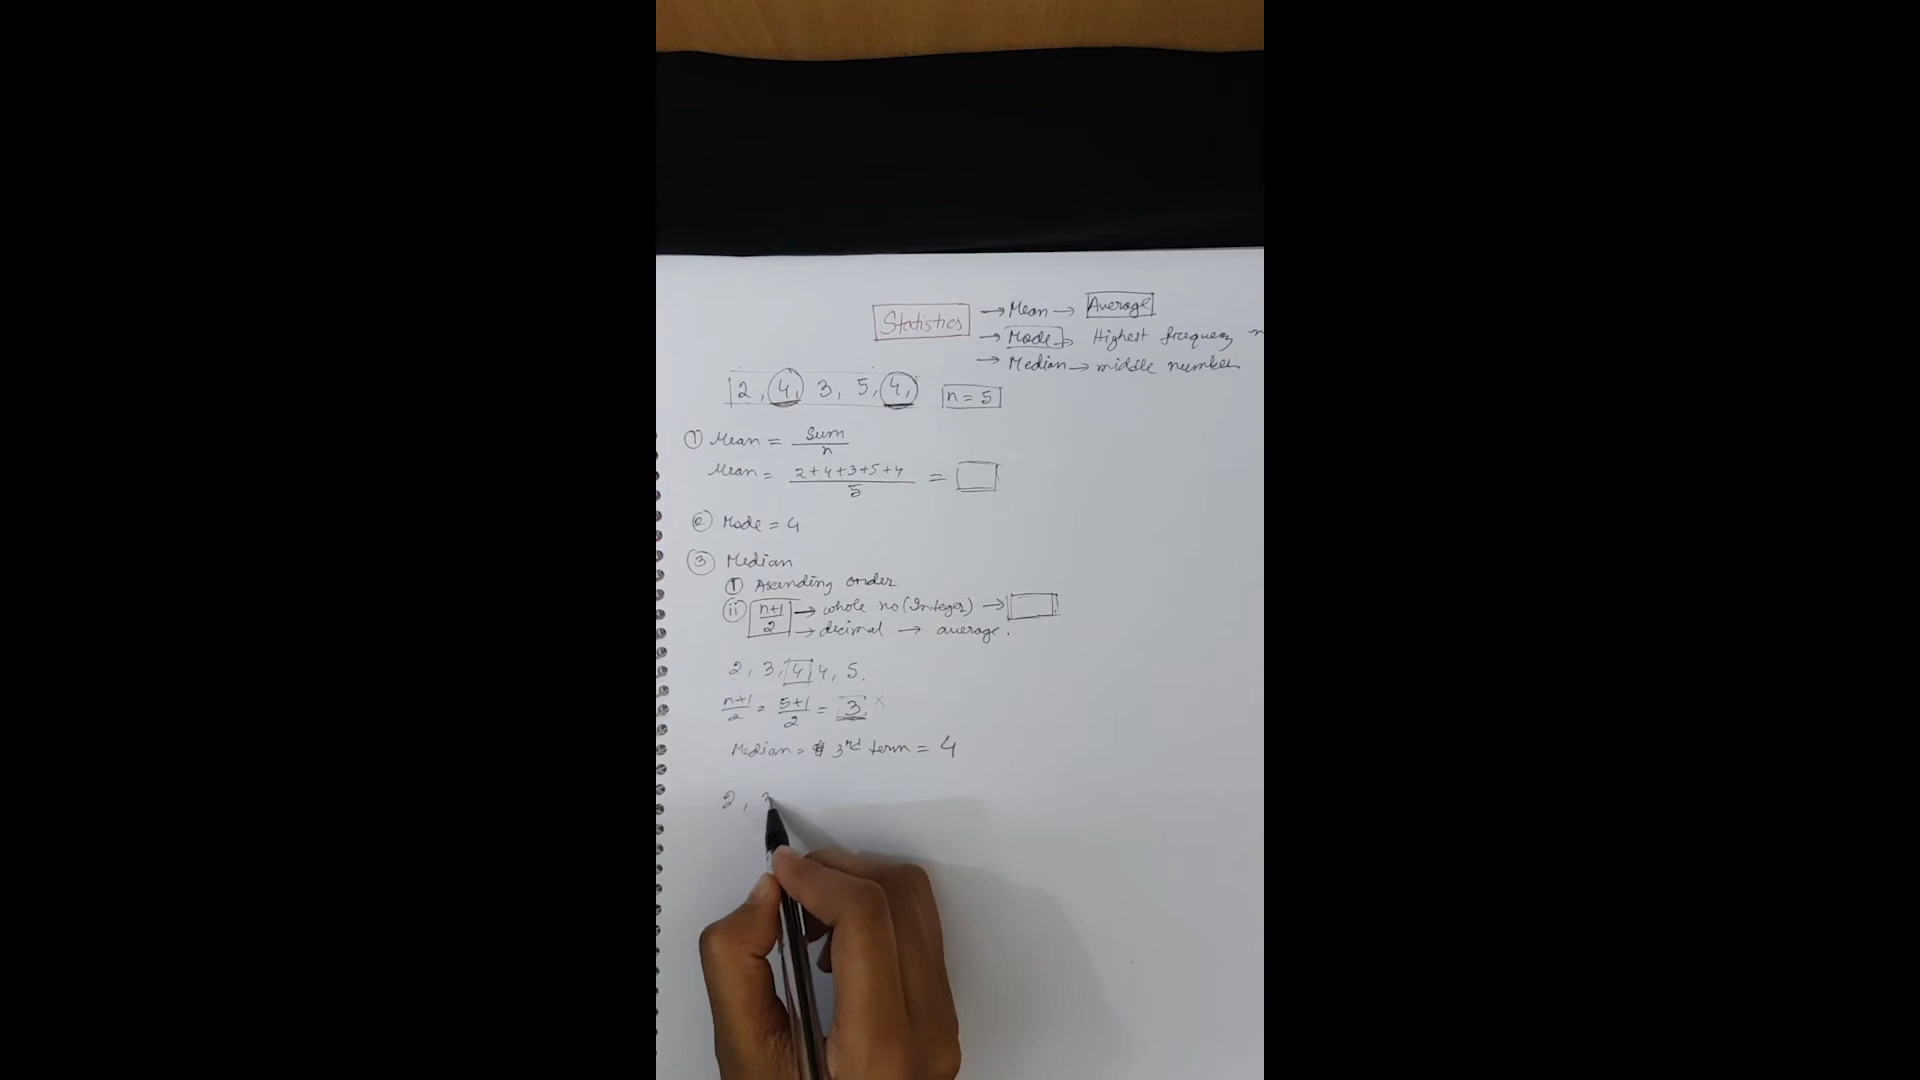 Statistics → Mean → Average
→ Mode → Highest frequency
→ Median → middle number.
2, 4, 3, 5, 4, n = 5
① Mean = Sum / n
Mean = 2+4+3+5+4 / 5 =
② Mode = 4
③ Median
① Ascending order
ii n+1 / 2 → whole no (Integer) →
→ decimal → average.
2, 3, 4, 4, 5.
n+1 / 2 = 5+1 / 2 = 3 ×
Median = 3rd term = 4
2, 3